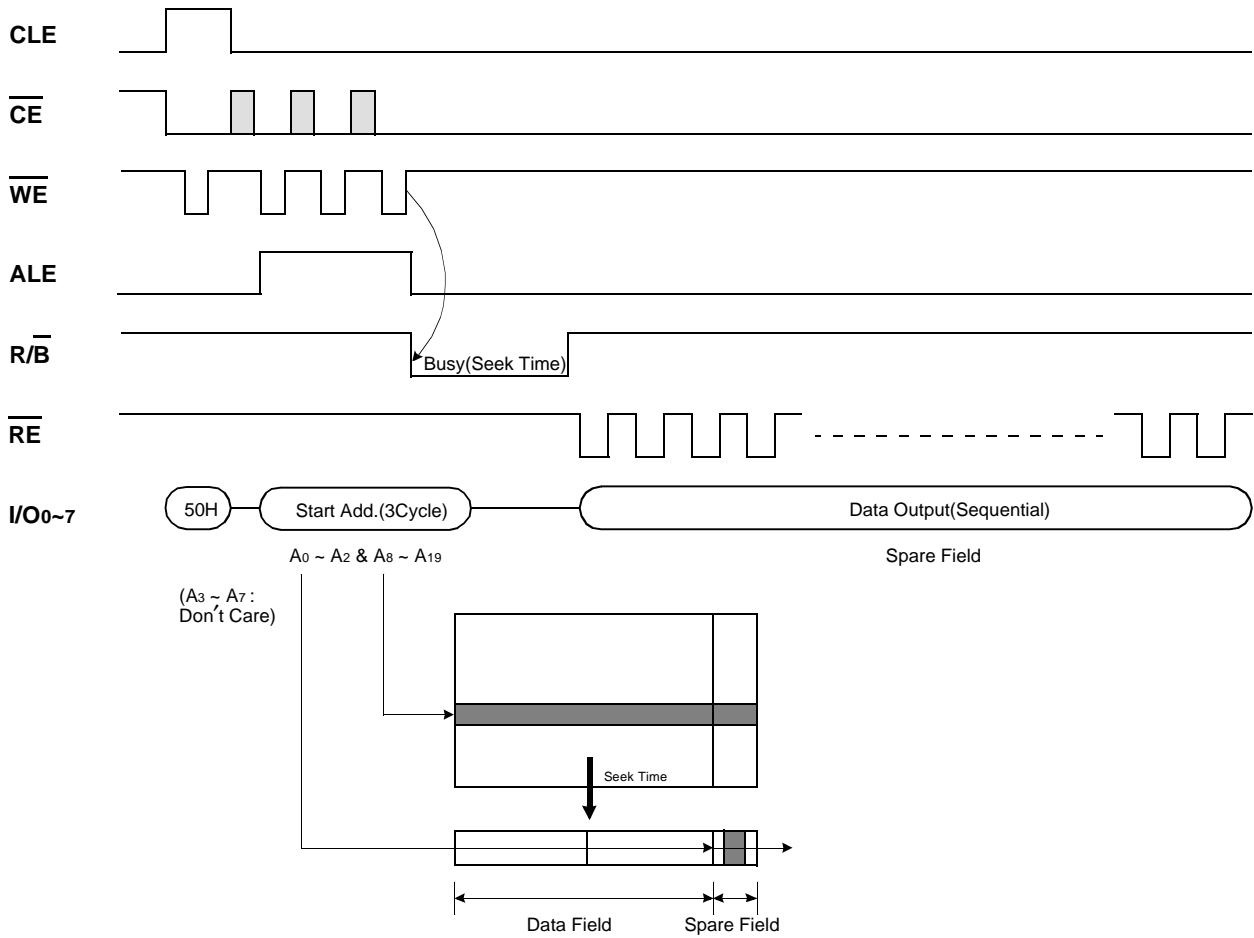 CLE
CE
WE
ALE
R/B
Busy(Seek Time)
RE
I/O0~7
50H
Start Add.(3Cycle)
Data Output(Sequential)
A0 ~ A2 & A8 ~ A19
Spare Field
(A3 ~ A7 :
Don't Care)
Seek Time
Data Field
Spare Field